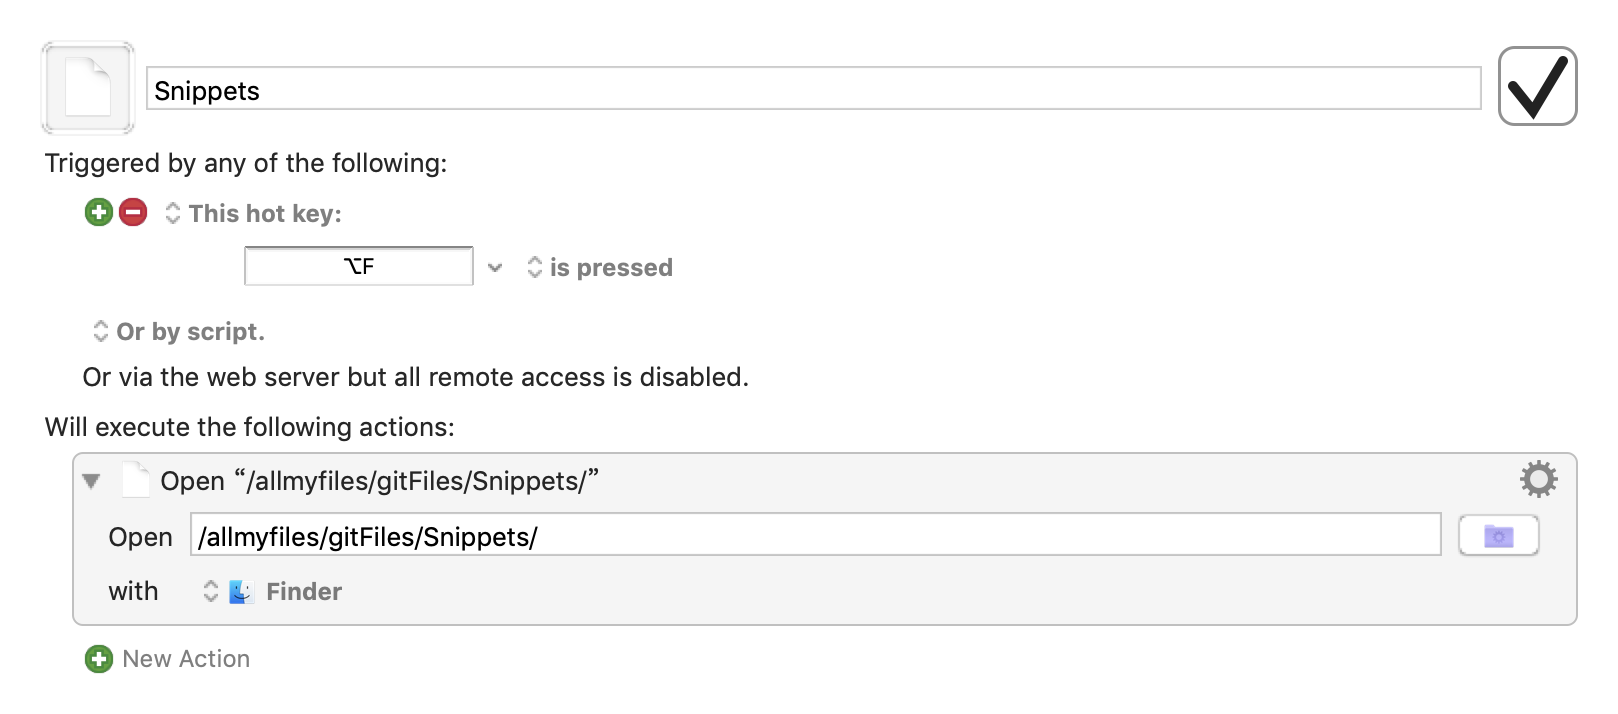 Snippets
Triggered by any of the following:
This hot key:
⌥F is pressed
Or by script.
Or via the web server but all remote access is disabled.
Will execute the following actions:
Open “/allmyfiles/gitFiles/Snippets/”
Open /allmyfiles/gitFiles/Snippets/
with Finder
New Action